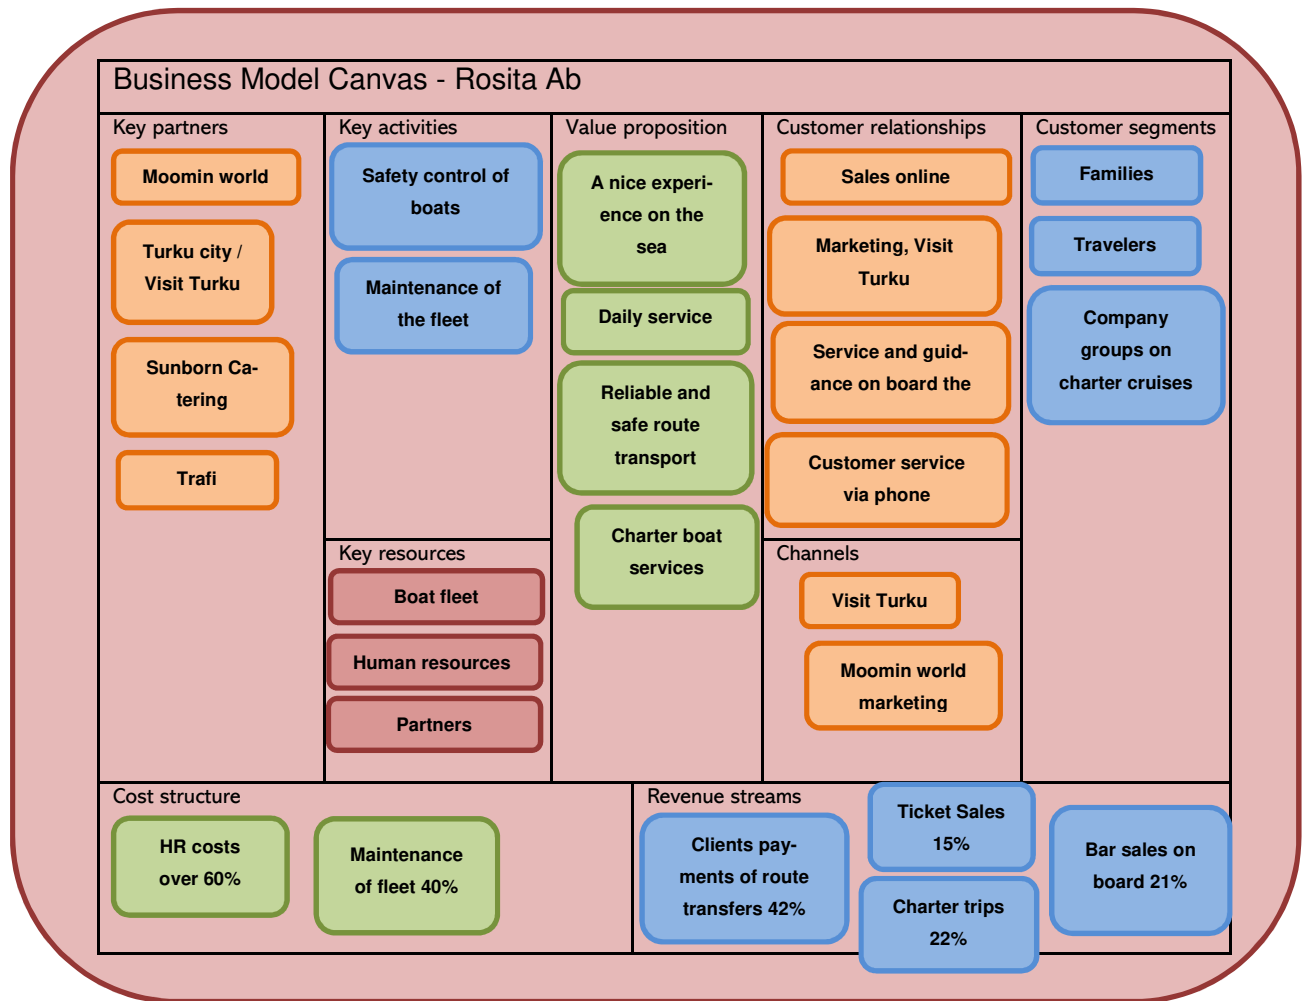 Business Model Canvas - Rosita Ab
Key partners
Moomin world
Turku city /
Visit Turku
Sunborn Ca-
tering
Trafi
Key activities
Safety control of
boats
Maintenance of
the fleet
Key resources
Boat fleet
Human resources
Partners
Value proposition
A nice experi-
ence on the
sea
Daily service
Reliable and
safe route
transport
Charter boat
services
Customer relationships
Sales online
Marketing, Visit
Turku
Service and guid-
ance on board the
Customer service
via phone
Channels
Visit Turku
Moomin world
marketing
Customer segments
Families
Travelers
Company
groups on
charter cruises
Cost structure
HR costs
over 60%
Maintenance
of fleet 40%
Revenue streams
Clients pay-
ments of route
transfers 42%
Ticket Sales
15%
Charter trips
22%
Bar sales on
board 21%